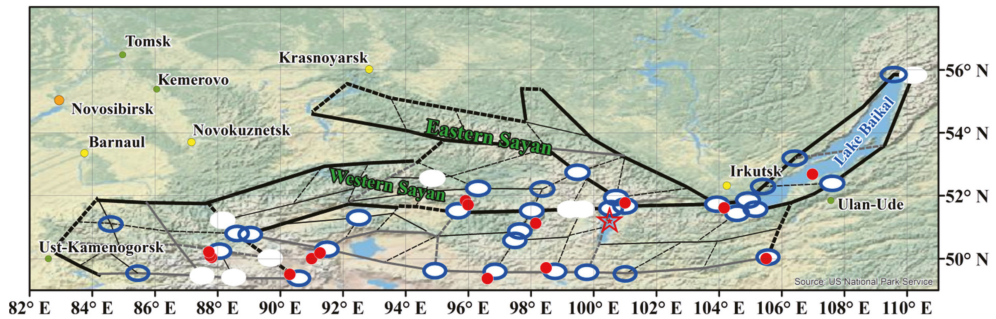 Tomsk
Krasnoyarsk
56° N
Kemerovo
Novosibirsk
Lake Baikal
54° N
Barnaul
Novokuznetsk
Eastern Sayan
Irkutsk
Western Sayan
52° N
Ulan-Ude
Ust-Kamenogorsk
50° N
Source: US National Park Service
82° E 84° E 86° E 88° E 90° E 92° E 94° E 96° E 98° E 100° E 102° E 104° E 106° E 108° E 110° E